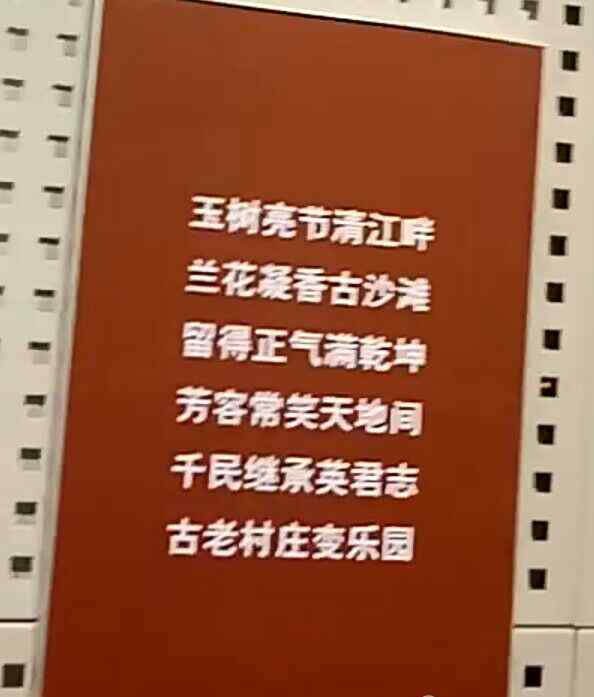 玉树亮节清江畔
兰花凝香古沙滩
留得正气满乾坤
芳容常笑天地间
千民继承英君志
古老村庄变乐园